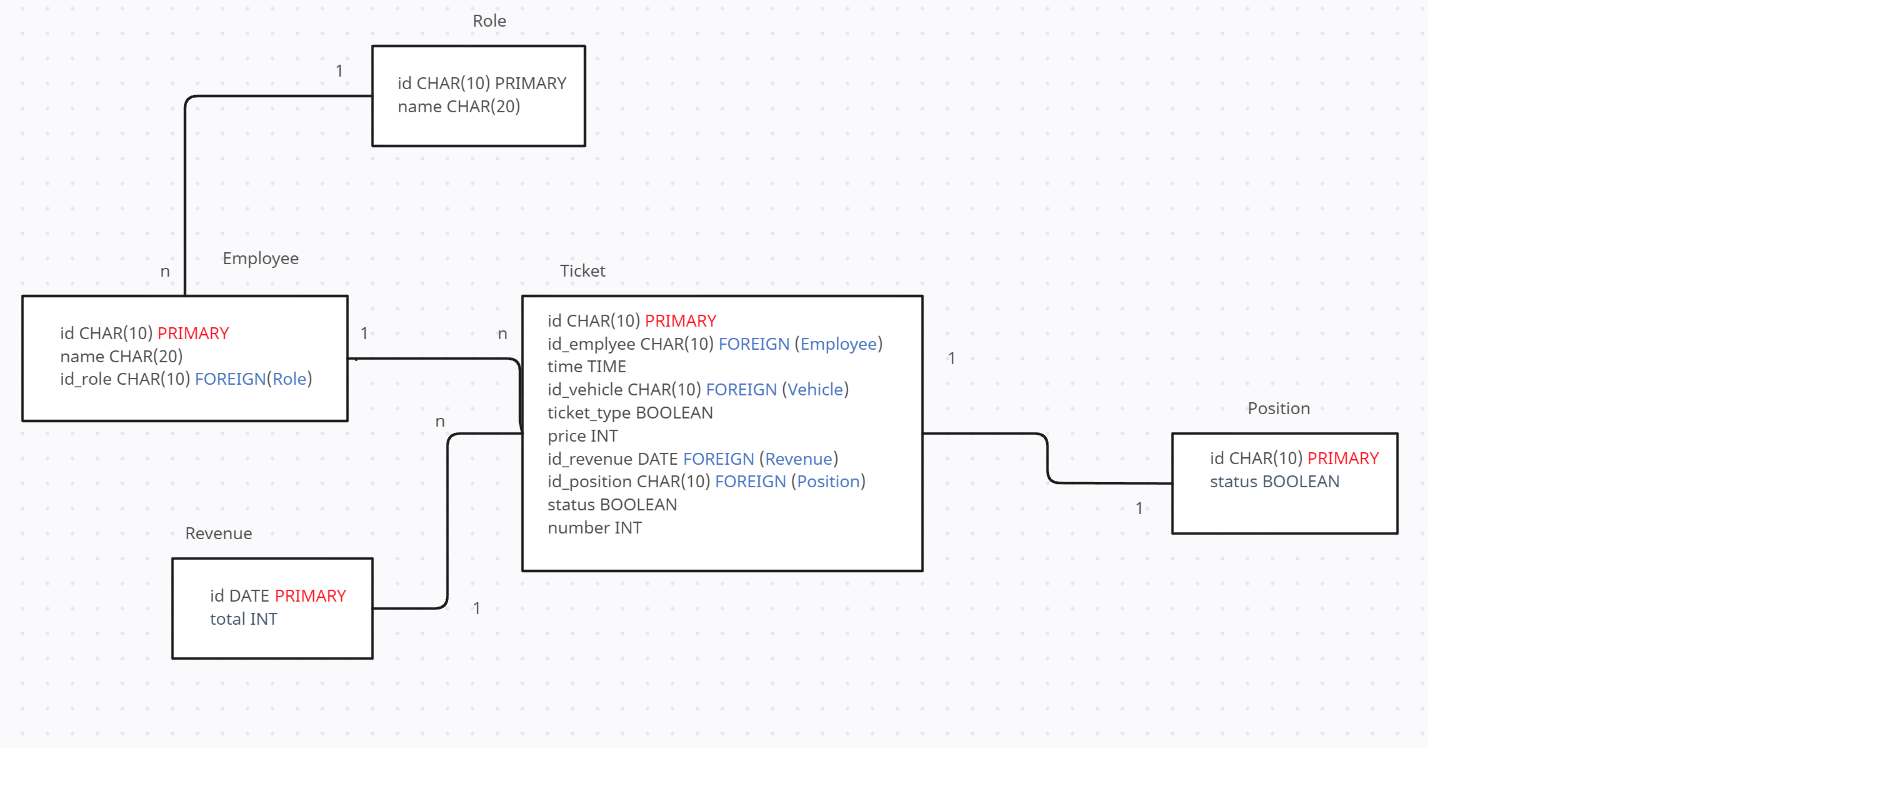 Role
1
id CHAR(10) PRIMARY
name CHAR(20)
Employee
n
id CHAR(10) PRIMARY
name CHAR(20)
id_role CHAR(10) FOREIGN(Role)
1
n
Ticket
id CHAR(10) PRIMARY
id_emplyee CHAR(10) FOREIGN (Employee)
time TIME
id_vehicle CHAR(10) FOREIGN (Vehicle)
ticket_type BOOLEAN
price INT
id_revenue DATE FOREIGN (Revenue)
id_position CHAR(10) FOREIGN (Position)
status BOOLEAN
number INT
1
Position
id CHAR(10) PRIMARY
status BOOLEAN
1
n
Revenue
id DATE PRIMARY
total INT
1